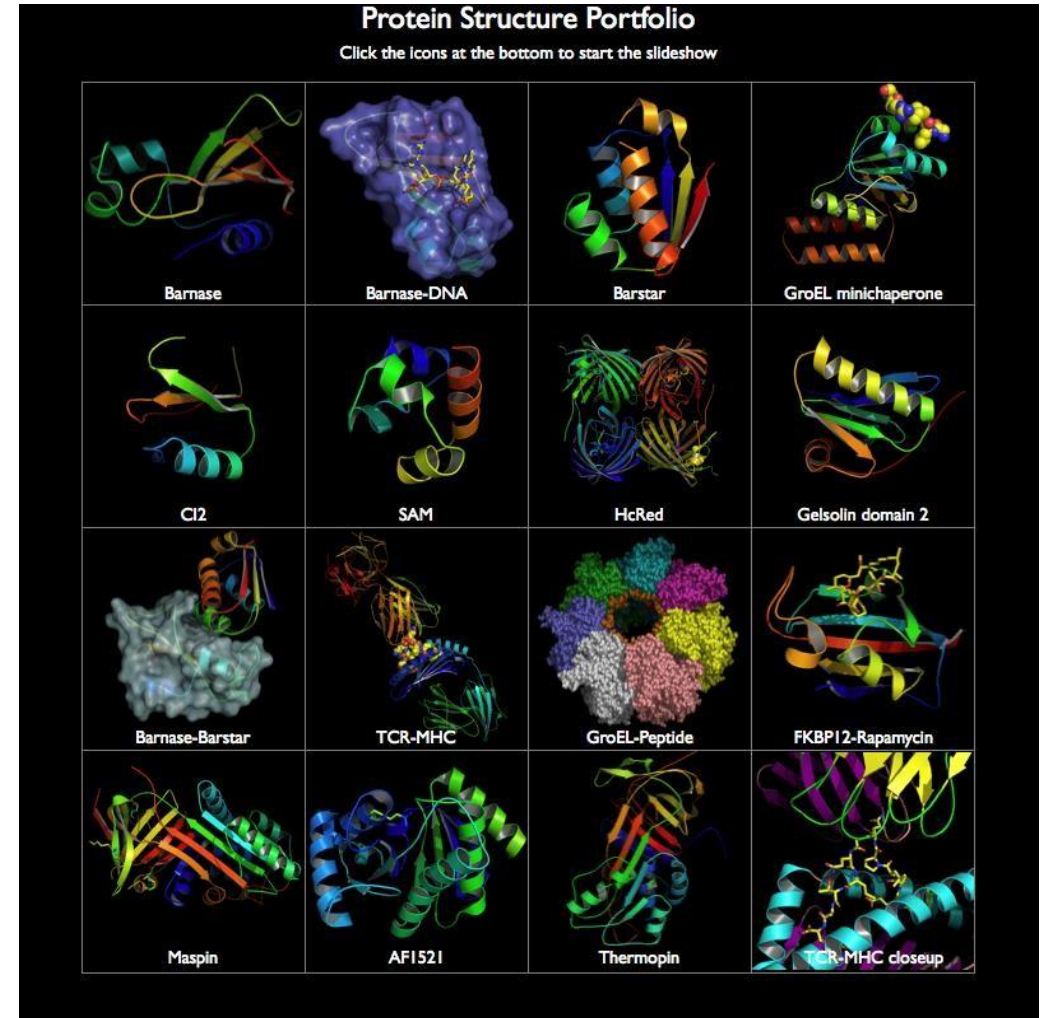 Protein Structure Portfolio
Click the icons at the bottom to start the slideshow
Barnase
Barnase-DNA
Barstar
GroEL minichaperone
CI2
SAM
HcRed
Gelsolin domain 2
Barnase-Barstar
TCR-MHC
GroEL-Peptide
FKBP12-Rapamycin
Maspin
AF1521
Thermopin
TCR-MHC closeup